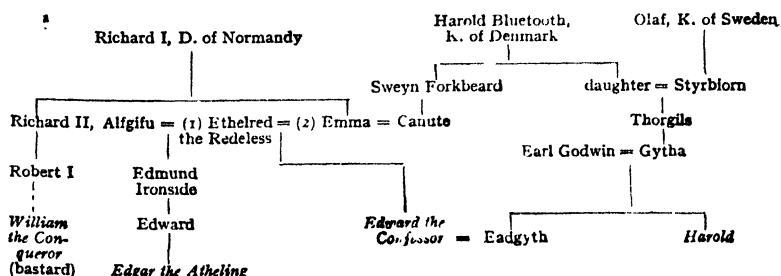 Richard I, D. of Normandy
Harold Bluetooth,
K. of Denmark
Olaf, K. of Sweden
Sweyn Forkbeard
daughter = Styrbiorn
Richard II, Alfgifu = (1) Ethelred = (2) Emma = Canute
the Redeless
Thorgils
Earl Godwin = Gytha
Robert I
Edmund
Ironside
William
the Con-
queror
(bastard)
Edward
Edward the
Confessor = Eadgyth
Harold
Edgar the Atheling